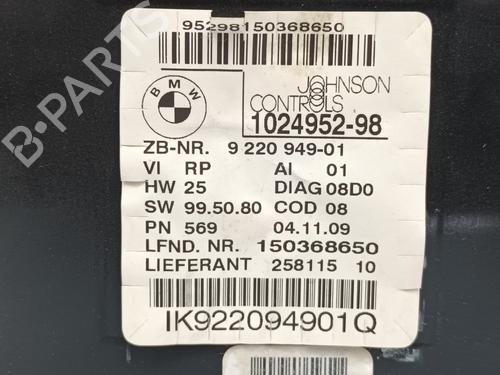 95298150368650
BMW
JOHNSON
CONTROLS
1024952-98
ZB-NR. 9 220 949-01
VI RP AI 01
HW 25 DIAG 08D0
SW 99.50.80 COD 08
PN 569 04.11.09
LFND. NR. 150368650
LIEFERANT 258115 10
IK922094901Q